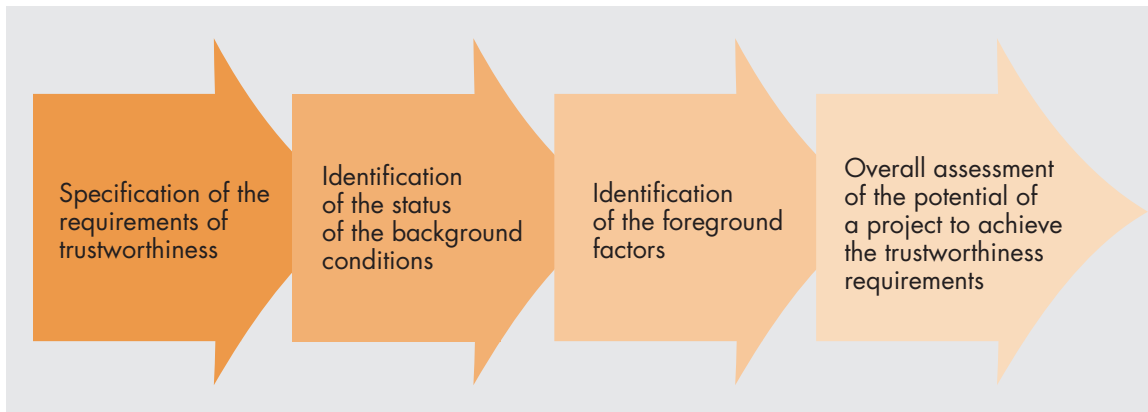 Specification of the
requirements of
trustworthiness
Identification
of the status
of the background
conditions
Identification
of the foreground
factors
Overall assessment
of the potential of
a project to achieve
the trustworthiness
requirements